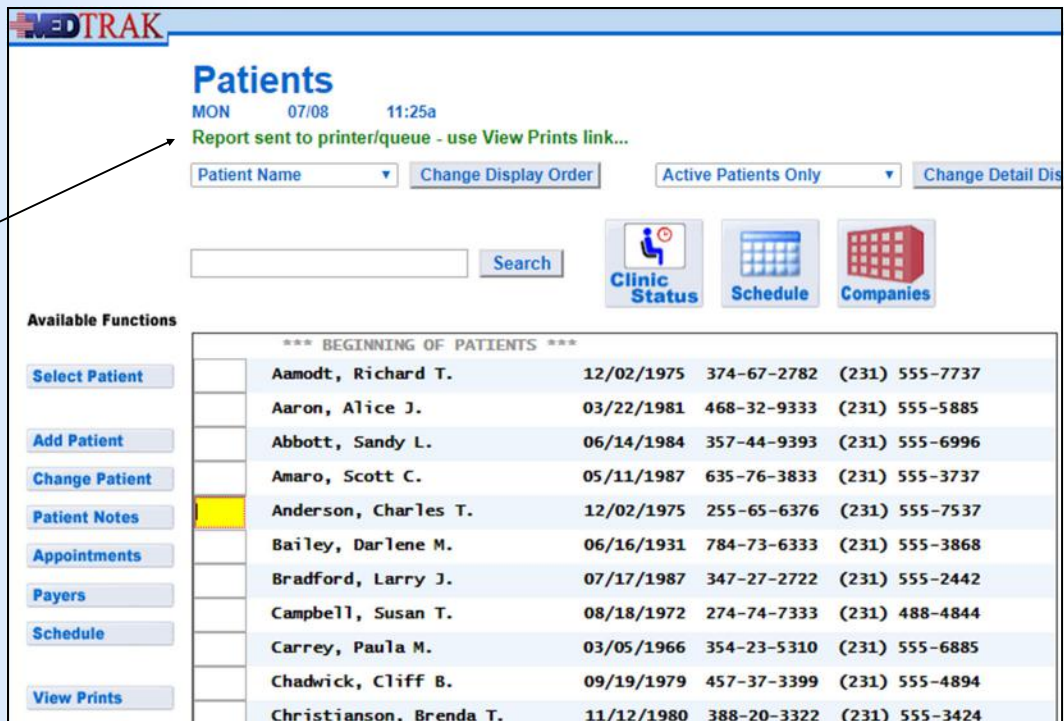 MEDTRAK
Patients
MON 07/08 11:25a
Report sent to printer/queue - use View Prints link...
Patient Name Change Display Order Active Patients Only Change Detail Dis
Search
Clinic Status Schedule Companies
Available Functions
*** BEGINNING OF PATIENTS ***
Select Patient
Aamodt, Richard T. 12/02/1975 374-67-2782 (231) 555-7737
Aaron, Alice J. 03/22/1981 468-32-9333 (231) 555-5885
Add Patient
Abbott, Sandy L. 06/14/1984 357-44-9393 (231) 555-6996
Change Patient
Amaro, Scott C. 05/11/1987 635-76-3833 (231) 555-3737
Patient Notes
Anderson, Charles T. 12/02/1975 255-65-6376 (231) 555-7537
Appointments
Bailey, Darlene M. 06/16/1931 784-73-6333 (231) 555-3868
Payers
Bradford, Larry J. 07/17/1987 347-27-2722 (231) 555-2442
Schedule
Campbell, Susan T. 08/18/1972 274-74-7333 (231) 488-4844
Carrey, Paula M. 03/05/1966 354-23-5310 (231) 555-6885
View Prints
Chadwick, Cliff B. 09/19/1979 457-37-3399 (231) 555-4894
Christianson, Brenda T. 11/12/1980 388-20-3322 (231) 555-3424